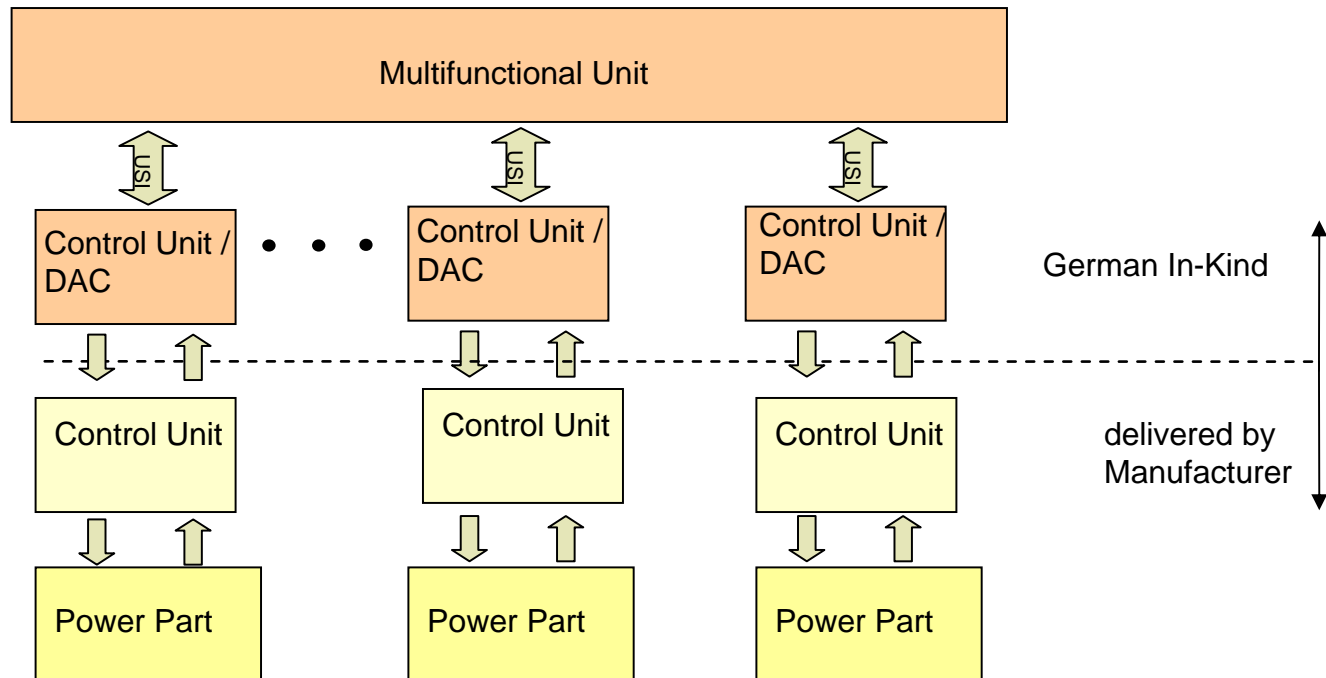 Multifunctional Unit
USI
USI
USI
Control Unit /
DAC
• • •
Control Unit /
DAC
Control Unit /
DAC
German In-Kind
Control Unit
Control Unit
Control Unit
delivered by
Manufacturer
Power Part
Power Part
Power Part